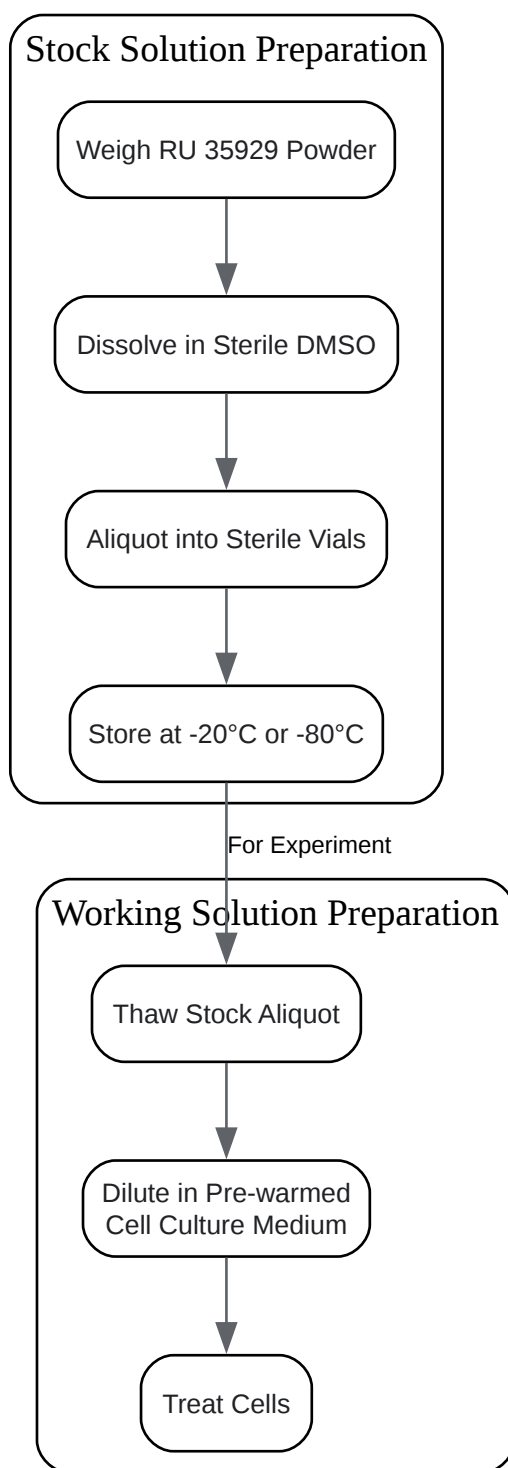 Stock Solution Preparation
Weigh RU 35929 Powder
Dissolve in Sterile DMSO
Aliquot into Sterile Vials
Store at -20°C or -80°C
For Experiment
Working Solution Preparation
Thaw Stock Aliquot
Dilute in Pre-warmed
Cell Culture Medium
Treat Cells